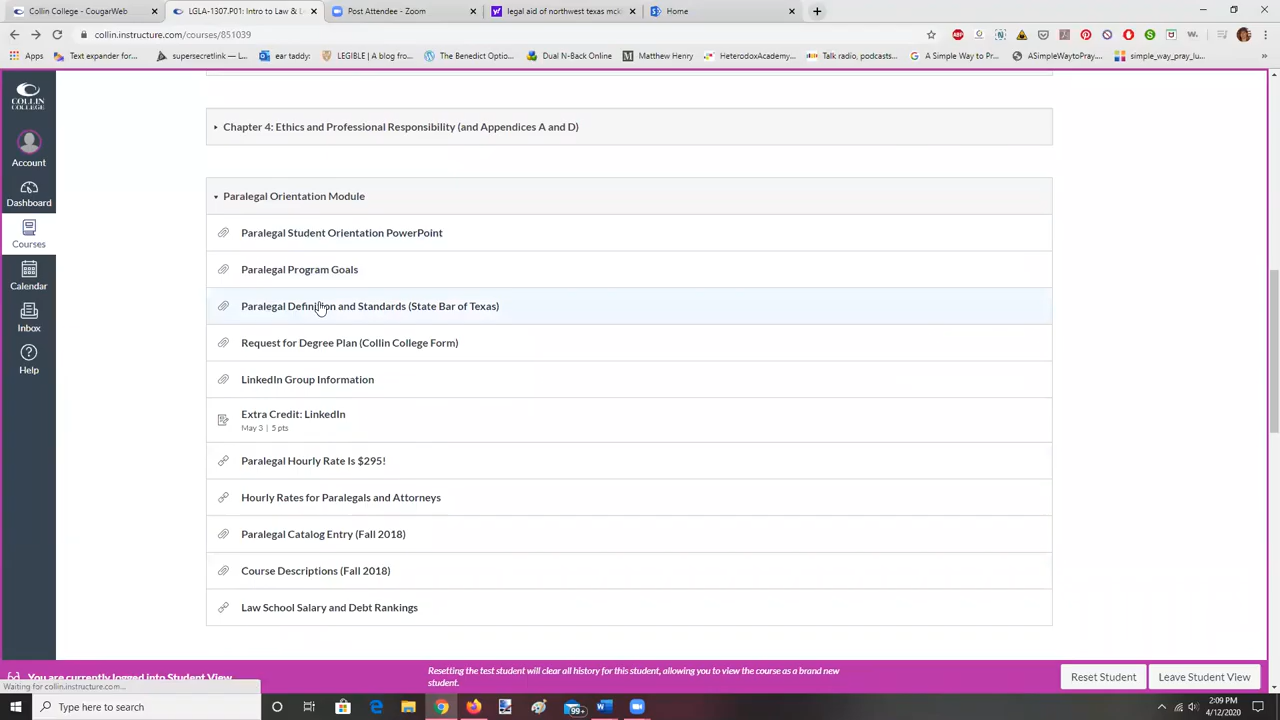 Collin College - CougarWeb
LGLA-1307.P01: Intro to Law & L
Post Attendee - Zoom
legal aid of northwest texas mck
Home
collin.instructure.com/courses/851039
Apps
Text expander for...
supersecretlink —...
ear taddy:
LEGIBLE | A blog of...
The Benedict Optio...
Dual N-Back Online
Matthew Henry
HeterodoxAcademy...
Talk radio, podcasts...
A Simple Way to Pr...
ASimpleWaytoPray...
simple_way_pray_lu...
COLLIN
COLLEGE
Account
Dashboard
Courses
Calendar
Inbox
Help
Chapter 4: Ethics and Professional Responsibility (and Appendices A and D)
Paralegal Orientation Module
Paralegal Student Orientation PowerPoint
Paralegal Program Goals
Paralegal Definition and Standards (State Bar of Texas)
Request for Degree Plan (Collin College Form)
LinkedIn Group Information
Extra Credit: LinkedIn
May 3 | 5 pts
Paralegal Hourly Rate Is $295!
Hourly Rates for Paralegals and Attorneys
Paralegal Catalog Entry (Fall 2018)
Course Descriptions (Fall 2018)
Law School Salary and Debt Rankings
You are currently logged into Student View
Resetting the test student will clear all history for this student, allowing you to view the course as a brand new
student.
Reset Student
Leave Student View
Waiting for collin.instructure.com...
Type here to search
99+
2:09 PM
4/12/2020